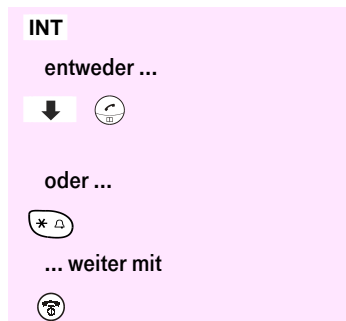 INT
entweder ...
oder ...
*
... weiter mit